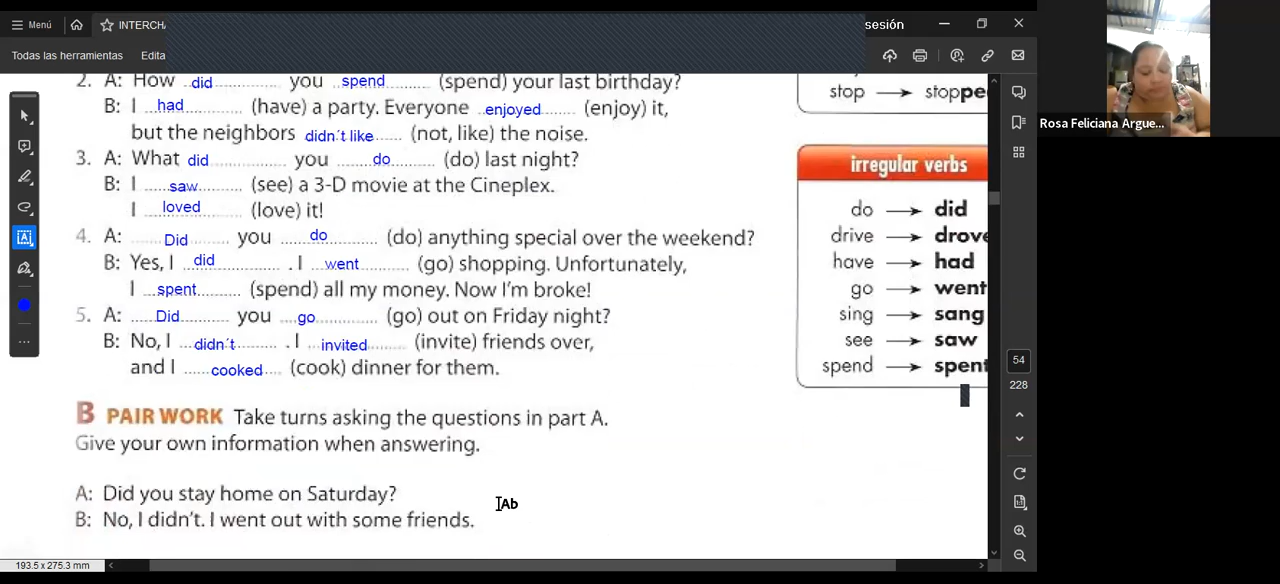 Menú
INTERCHA
sesión
Todas las herramientas
Edita
2. A: How did you spend (spend) your last birthday?
B: I had (have) a party. Everyone enjoyed (enjoy) it,
but the neighbors didn´t like (not, like) the noise.
3. A: What did you do (do) last night?
B: I saw (see) a 3-D movie at the Cineplex.
I loved (love) it!
4. A: Did you do (do) anything special over the weekend?
B: Yes, I did. I went (go) shopping. Unfortunately,
I spent (spend) all my money. Now I'm broke!
5. A: Did you go (go) out on Friday night?
B: No, I didn´t. I invited (invite) friends over,
and I cooked (cook) dinner for them.
B PAIR WORK Take turns asking the questions in part A.
Give your own information when answering.
A: Did you stay home on Saturday?
B: No, I didn't. I went out with some friends.
Ab
stop → stoppe
irregular verbs
do → did
drive → drove
have → had
go → went
sing → sang
see → saw
spend → spent
54
228
193.5 x 275.3 mm
Rosa Feliciana Argue...